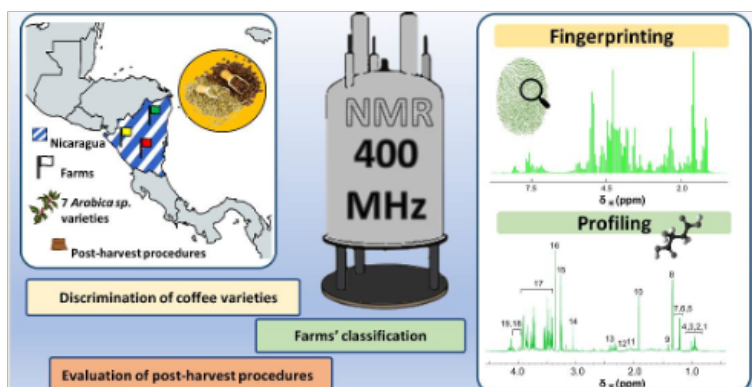 Nicaragua
Farms
7 Arabica sp.
varieties
Post-harvest procedures
NMR
400
MHz
Discrimination of coffee varieties
Farms' classification
Evaluation of post-harvest procedures
Fingerprinting
7.5 4.5 2.0
δ H (ppm)
Profiling
16
15
17
10
8
7,6,5
19,18
14
13
12
11
9
4,3,2,1
4.0 3.0 2.0 1.0
δ H (ppm)